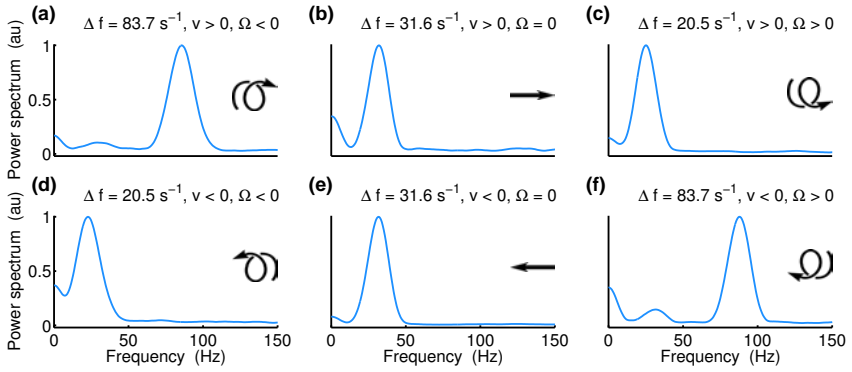 (a) Δ f = 83.7 s⁻¹, v > 0, Ω < 0
(b) Δ f = 31.6 s⁻¹, v > 0, Ω = 0
(c) Δ f = 20.5 s⁻¹, v > 0, Ω > 0
Power spectrum (au)
1
0.5
0
(d) Δ f = 20.5 s⁻¹, v < 0, Ω < 0
(e) Δ f = 31.6 s⁻¹, v < 0, Ω = 0
(f) Δ f = 83.7 s⁻¹, v < 0, Ω > 0
Power spectrum (au)
1
0.5
0
0 50 100 150
0 50 100 150
0 50 100 150
Frequency (Hz)
Frequency (Hz)
Frequency (Hz)